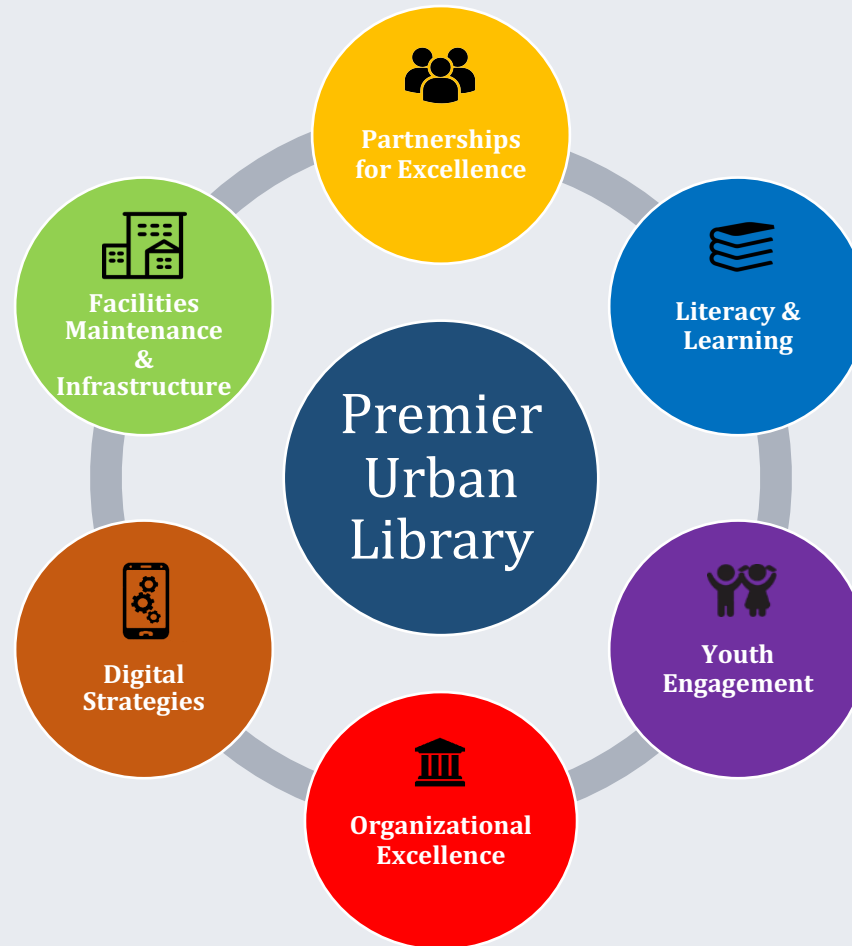 Partnerships
for Excellence
Literacy &
Learning
Youth
Engagement
Organizational
Excellence
Digital
Strategies
Facilities
Maintenance
&
Infrastructure
Premier
Urban
Library